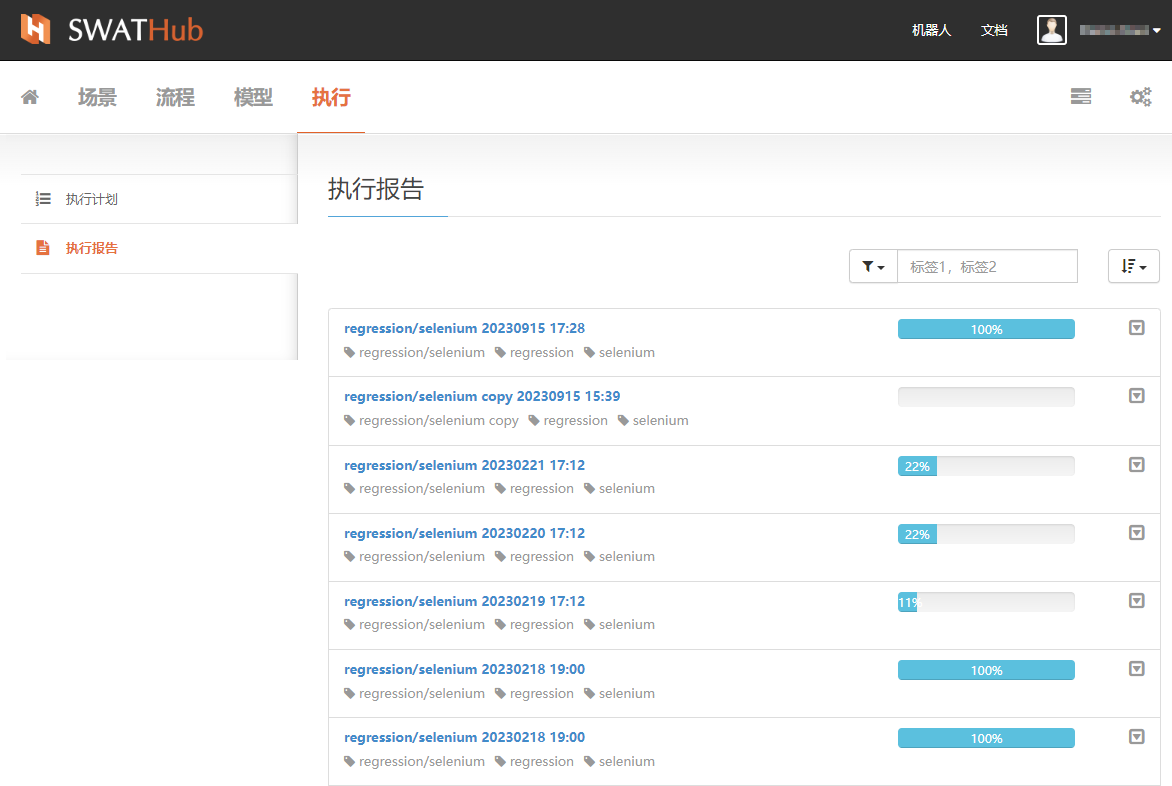 SWATHub
机器人 文档
场景 流程 模型 执行
执行计划
执行报告
执行报告
标签1，标签2
regression/selenium 20230915 17:28
100%
regression/selenium regression selenium
regression/selenium copy 20230915 15:39
regression/selenium copy regression selenium
regression/selenium 20230221 17:12
22%
regression/selenium regression selenium
regression/selenium 20230220 17:12
22%
regression/selenium regression selenium
regression/selenium 20230219 17:12
11%
regression/selenium regression selenium
regression/selenium 20230218 19:00
100%
regression/selenium regression selenium
regression/selenium 20230218 19:00
100%
regression/selenium regression selenium